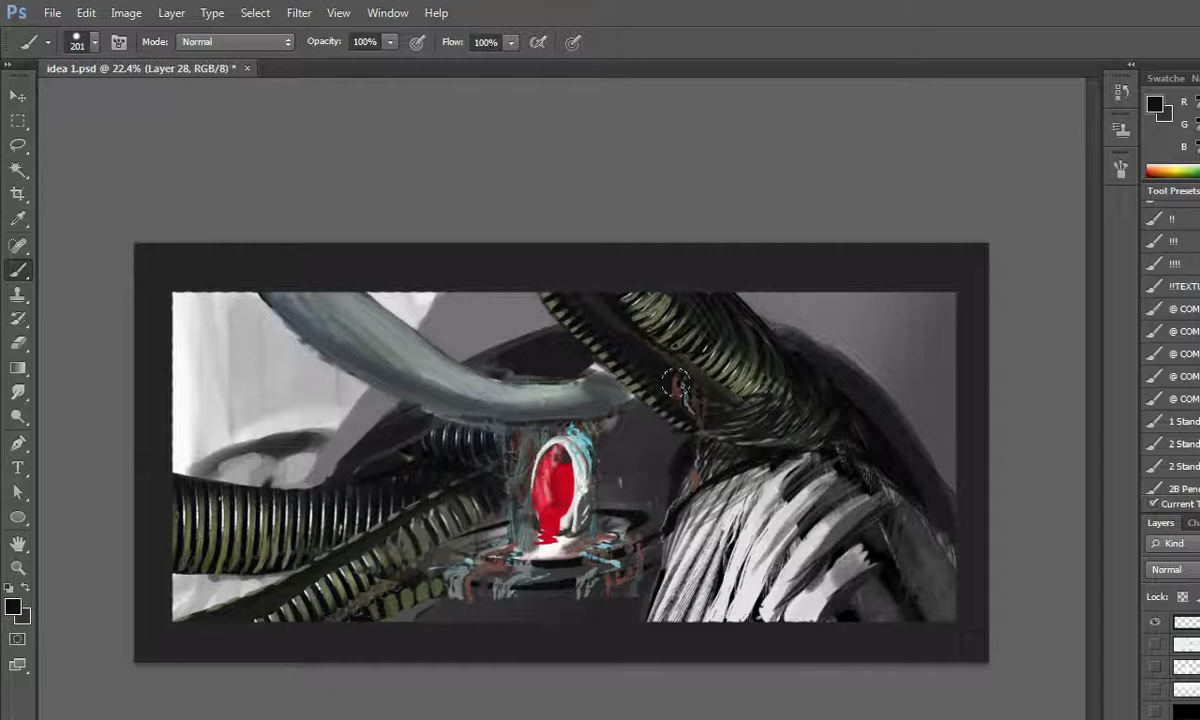 Ps File Edit Image Layer Type Select Filter View Window Help
201 Mode: Normal Opacity: 100% Flow: 100%
idea 1.psd @ 22.4% (Layer 28, RGB/8) * ×
Swatche
R
G
B
Tool Presets
!!
!!!
!!!!
!!TEXTU
@ COM
@ COM
@ COM
@ COM
@ COM
1 Stand
2 Stand
2 Stand
2B Penc
Current T
Layers
Kind
Normal
Lock: